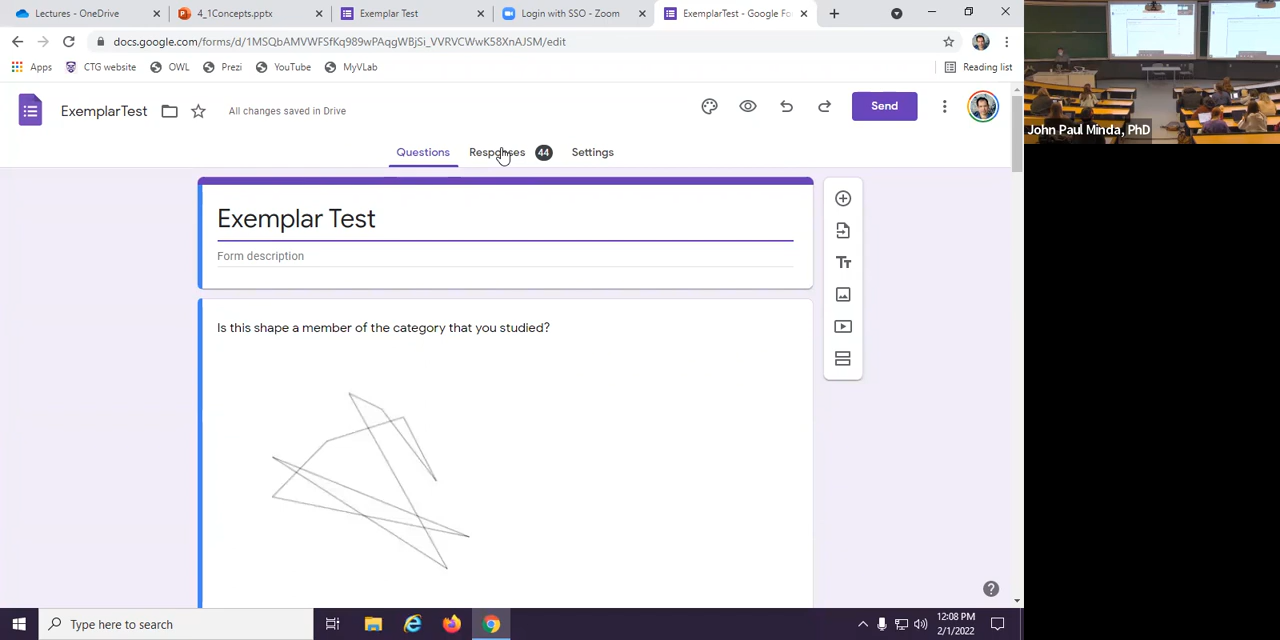 Lectures - OneDrive
4_1Concepts.pptx
Exemplar Test
Login with SSO - Zoom
ExemplarTest - Google Fo
docs.google.com/forms/d/1MSQbAMVWFSfKq989wPAqgWBjSi_VVRVCWwK58XnAJSM/edit
Apps
CTG website
OWL
Prezi
YouTube
MyVLab
Reading list
ExemplarTest
All changes saved in Drive
Send
Questions
Responses
44
Settings
Exemplar Test
Form description
Is this shape a member of the category that you studied?
John Paul Minda, PhD
Type here to search
12:08 PM
2/1/2022